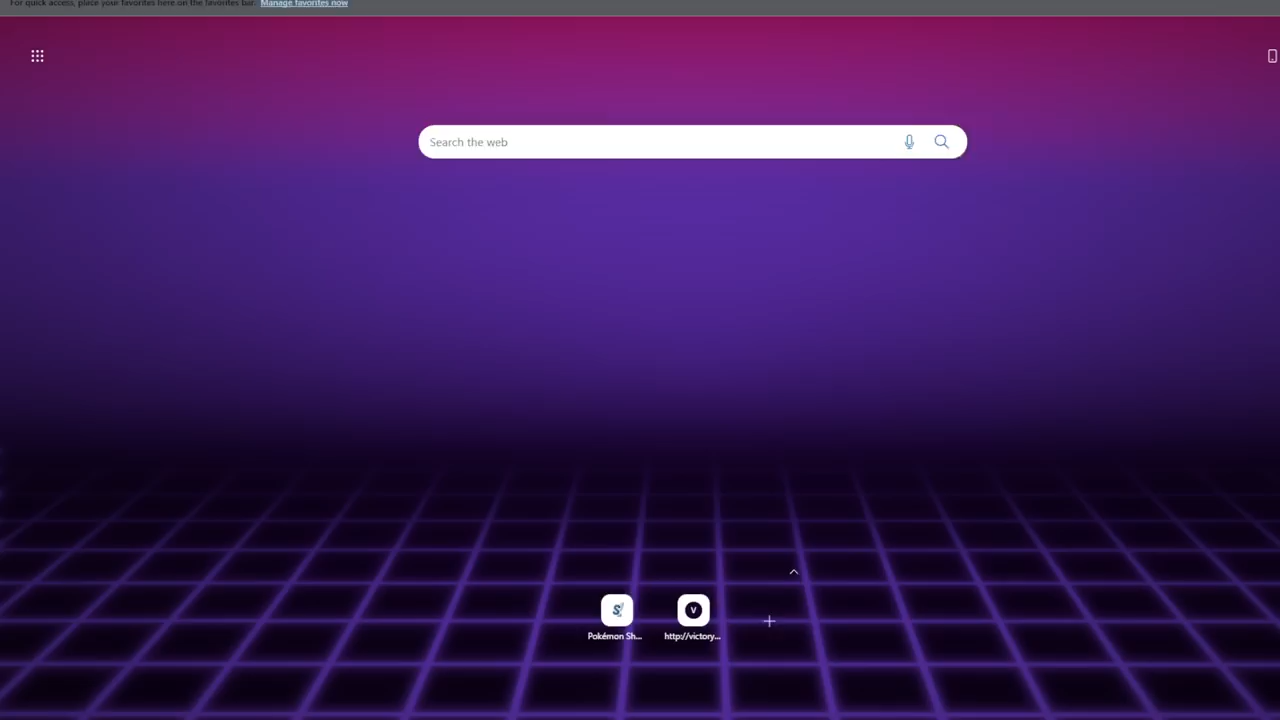 For quick access, place your favorites here on the favorites bar. Manage favorites now
Search the web
S!
V
Pokémon Sh...
http://victory...